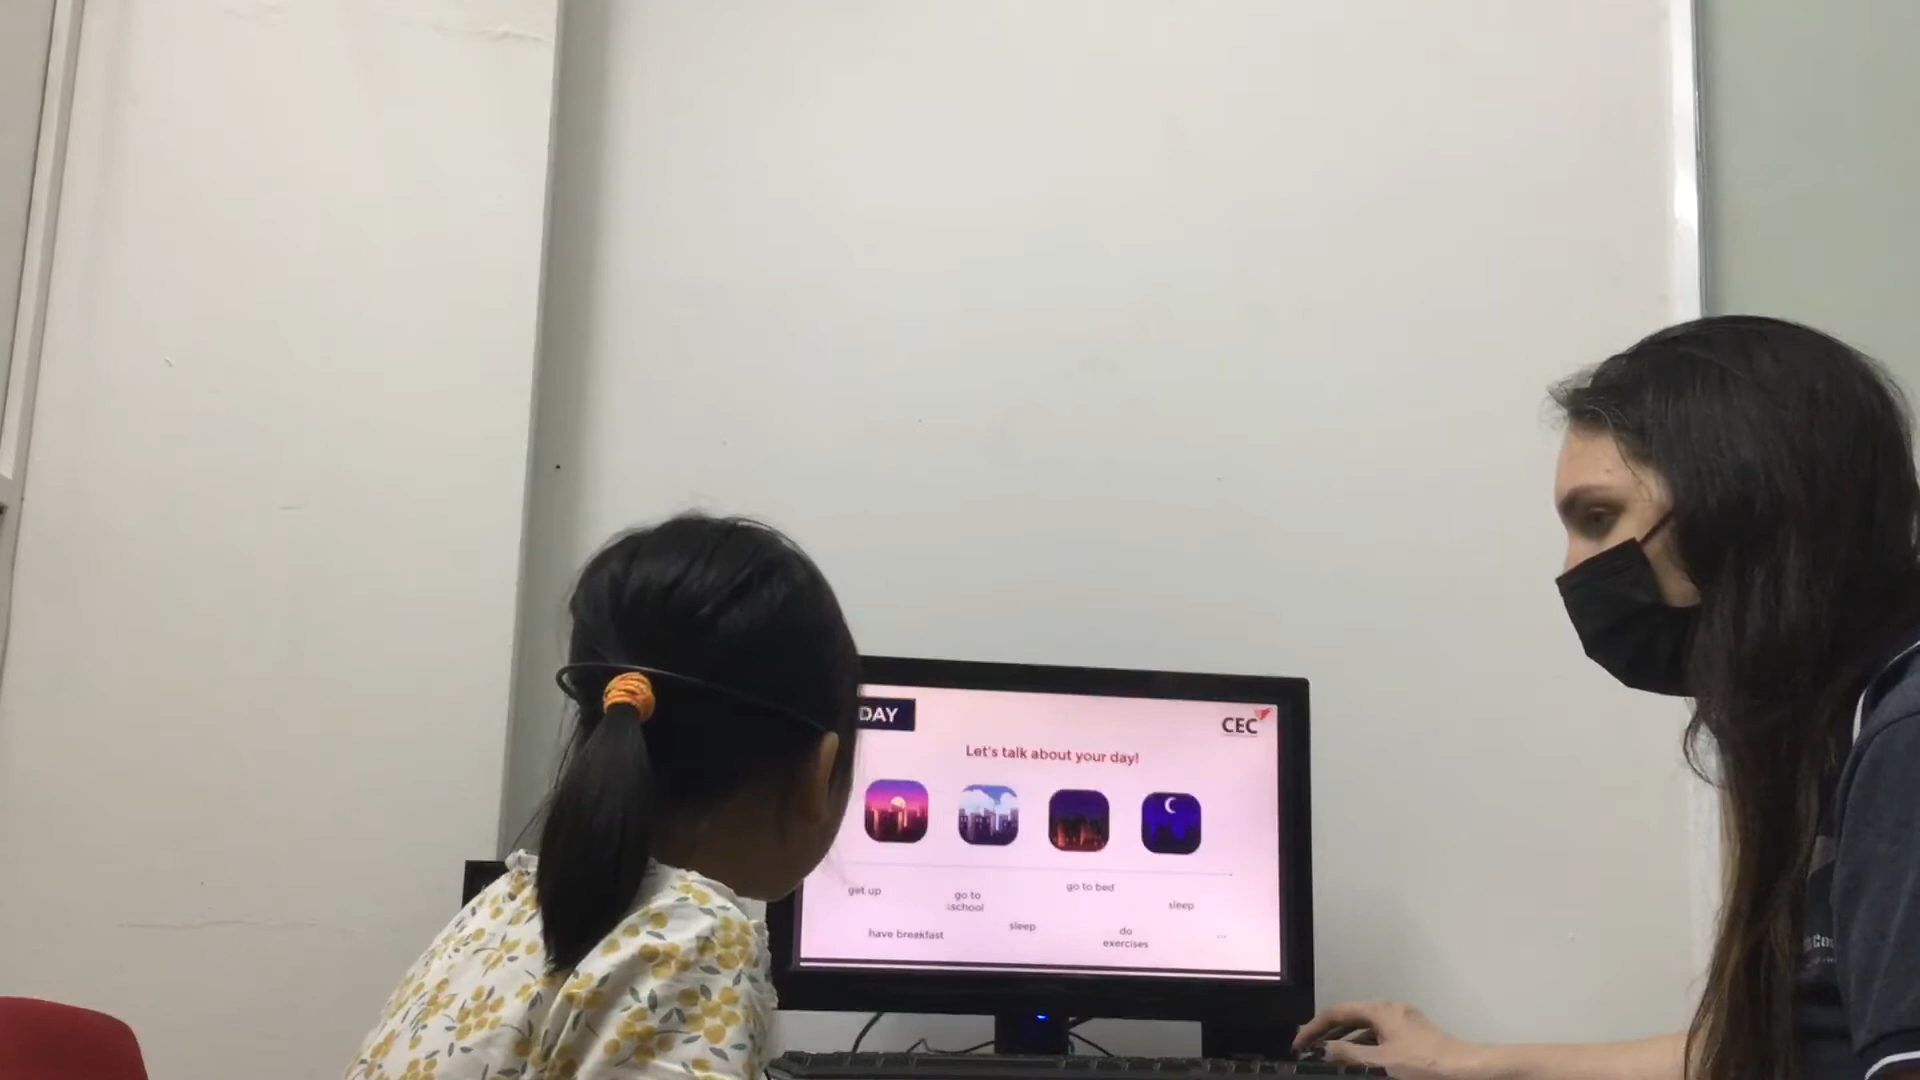 DAY
CEC
Let's talk about your day!
get up
go to
school
go to bed
sleep
have breakfast
sleep
do
exercises
...